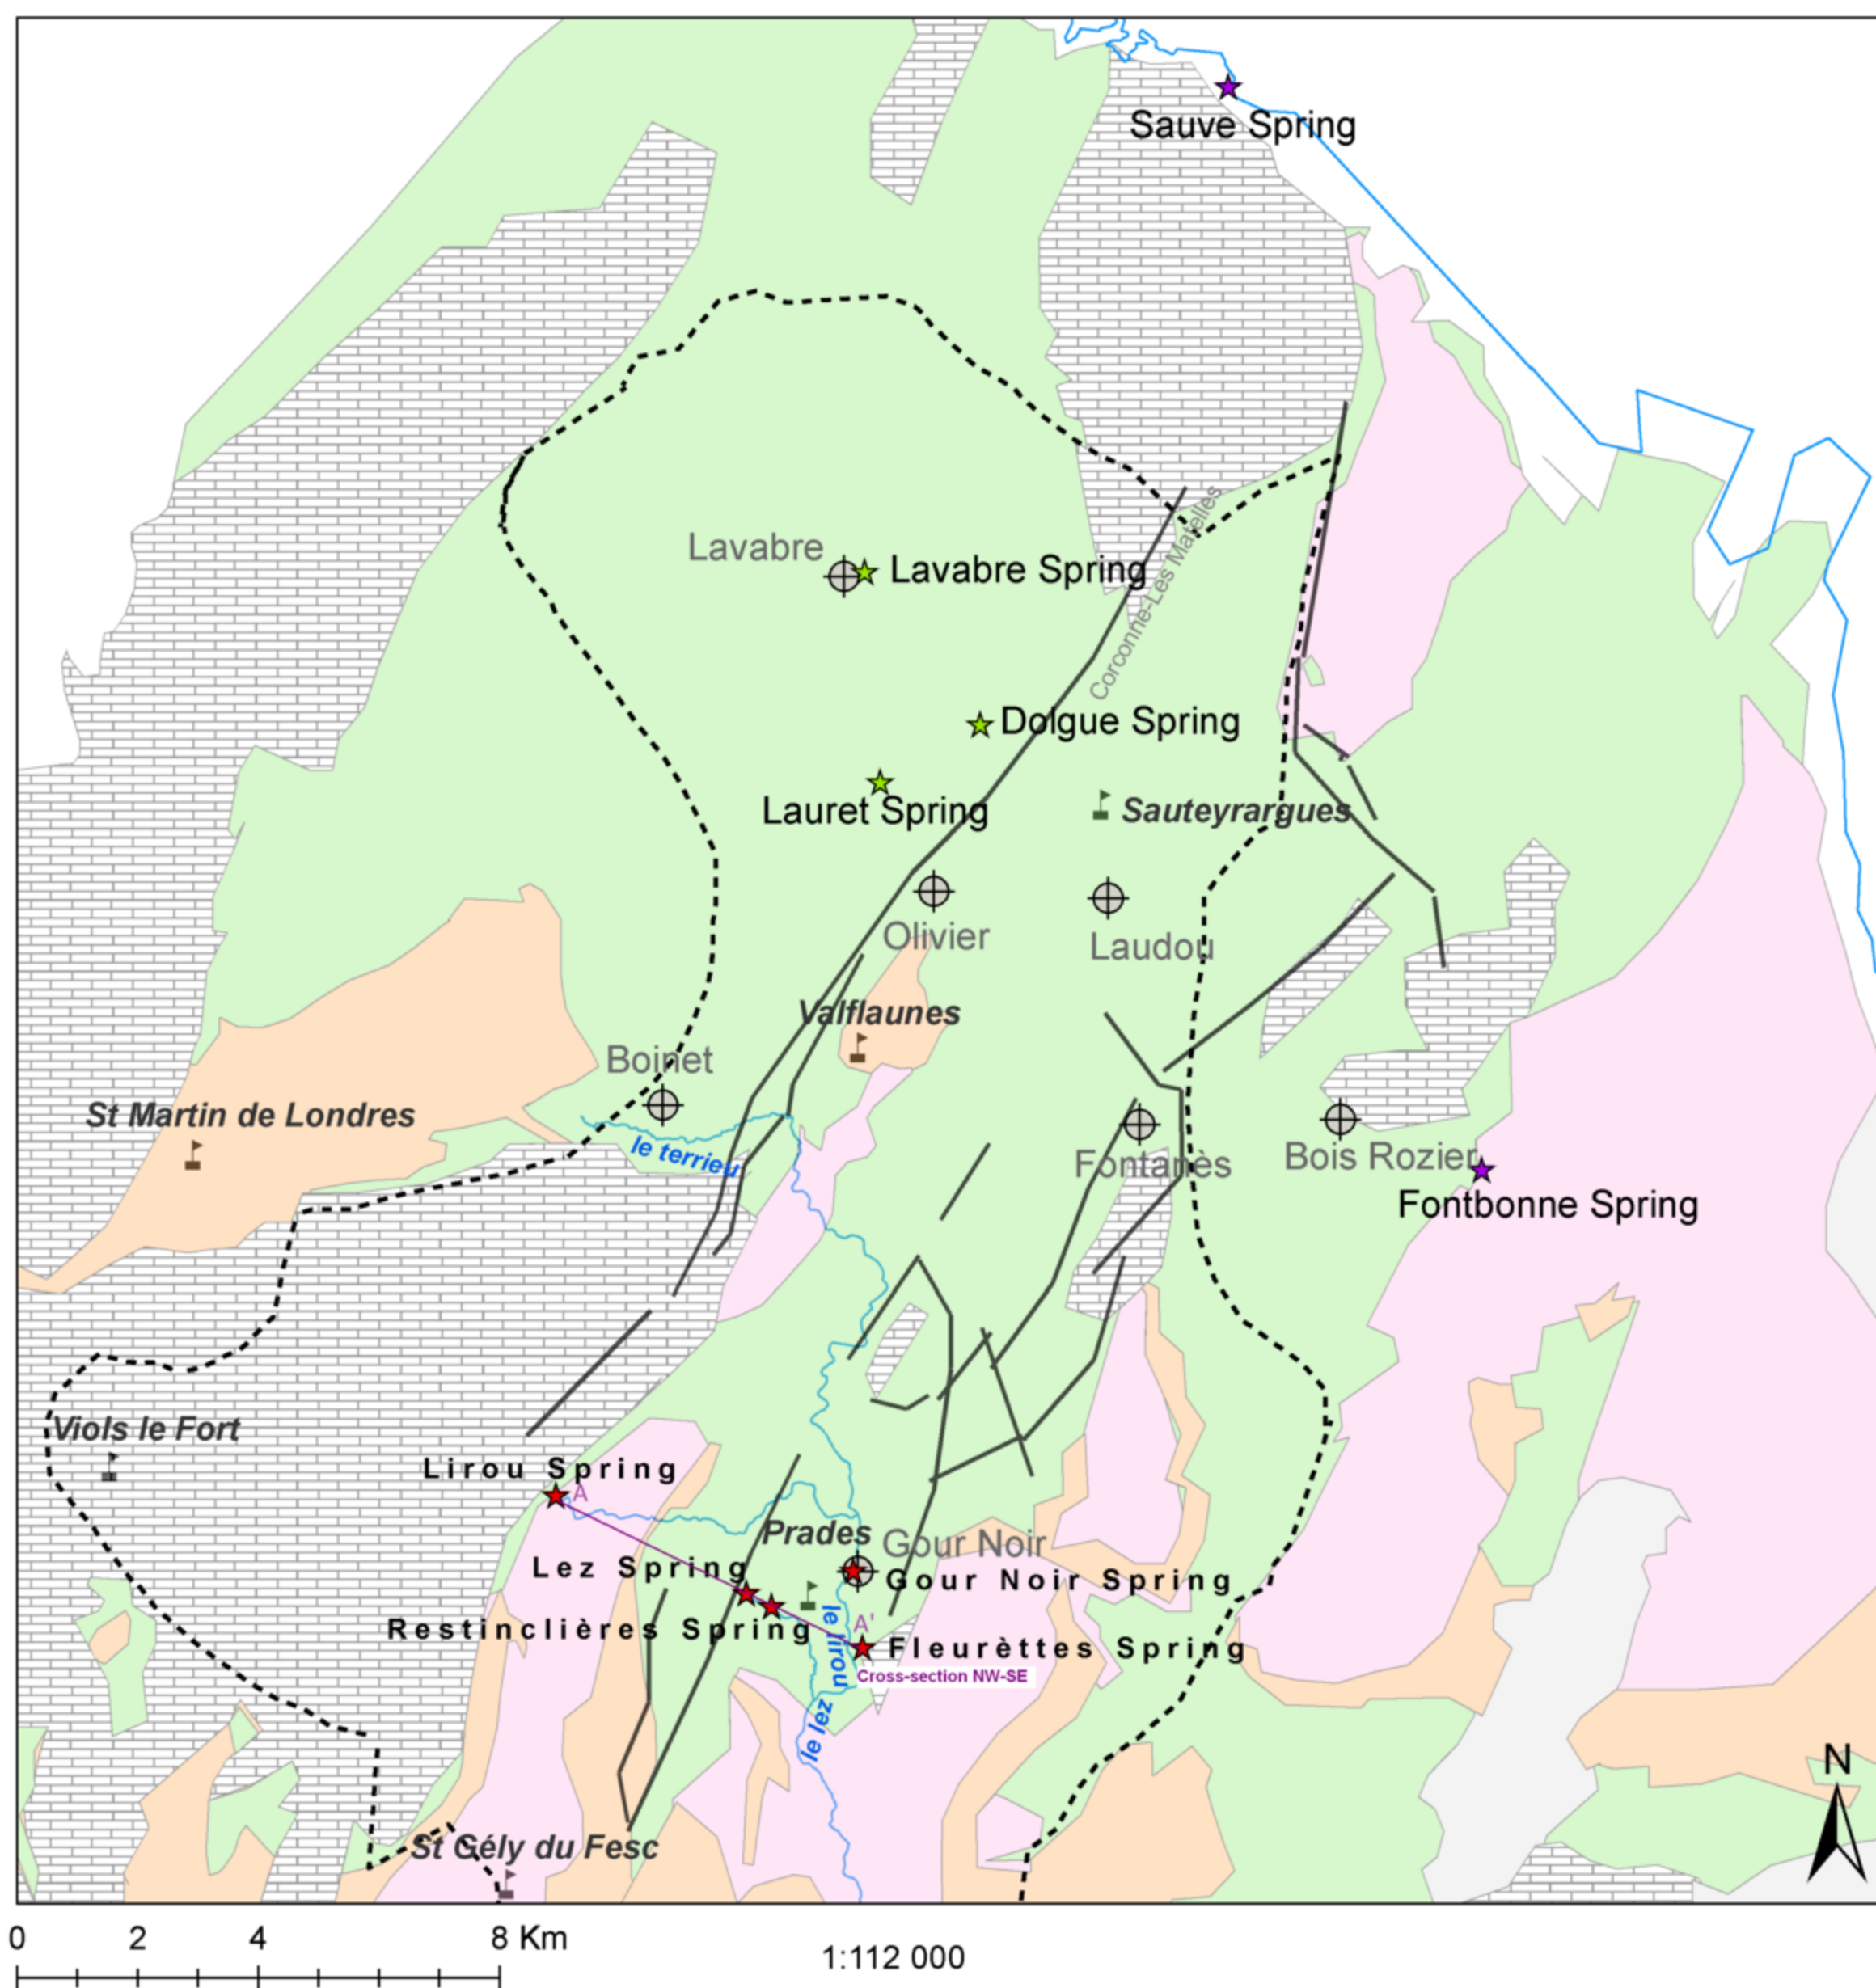 Sauve Spring
Corconne-Les Matelles
Lavabre
Lavabre Spring
Dolgue Spring
Lauret Spring
Sauteyrargues
Olivier
Laudou
Valflaunes
Boinet
St Martin de Londres
le terrieu
Fontanès
Bois Rozier
Fontbonne Spring
Viols le Fort
Lirou Spring
A
Prades
Gour Noir
Lez Spring
Gour Noir Spring
Restinclières Spring
le lirou
A'
Fleurèttes Spring
Cross-section NW-SE
le lez
N
St Gély du Fesc
0 2 4 8 Km
1:112 000